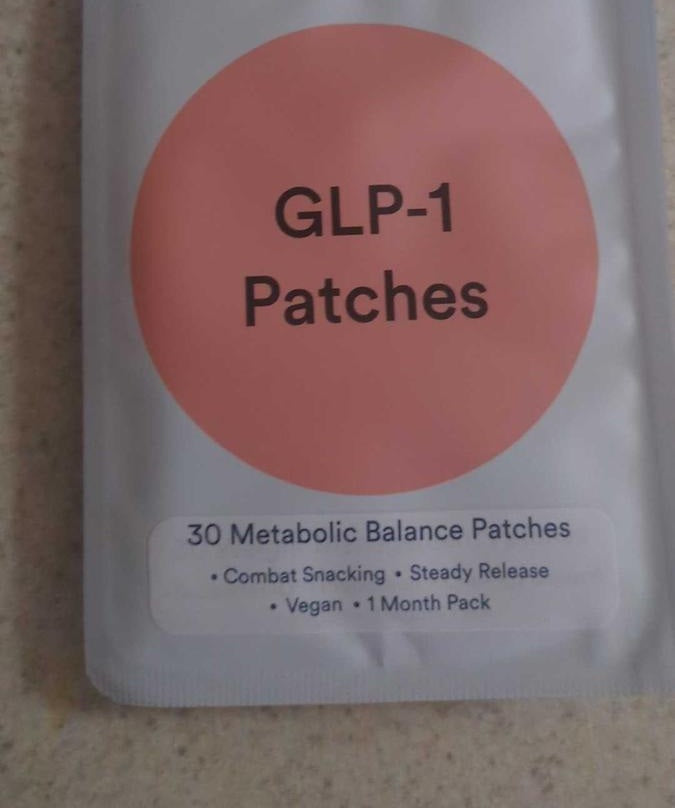 GLP-1
Patches
30 Metabolic Balance Patches
• Combat Snacking • Steady Release
• Vegan • 1 Month Pack